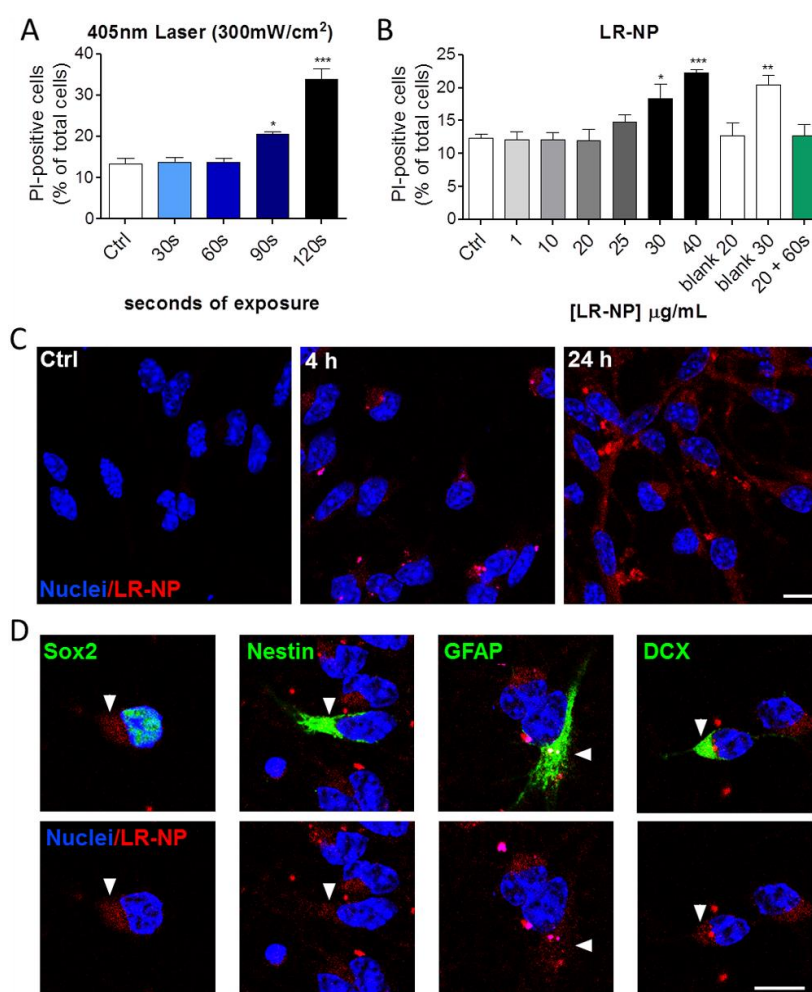 A
405nm Laser (300mW/cm²)
PI-positive cells
(% of total cells)
40
30
20
10
0
*
***
Ctrl
30s
60s
90s
120s
seconds of exposure
B
LR-NP
PI-positive cells
(% of total cells)
25
20
15
10
5
0
*
***
**
Ctrl
1
10
20
25
30
40
blank 20
blank 30
20 + 60s
[LR-NP] μg/mL
C
Ctrl
4 h
24 h
Nuclei/LR-NP
D
Sox2
Nestin
GFAP
DCX
Nuclei/LR-NP